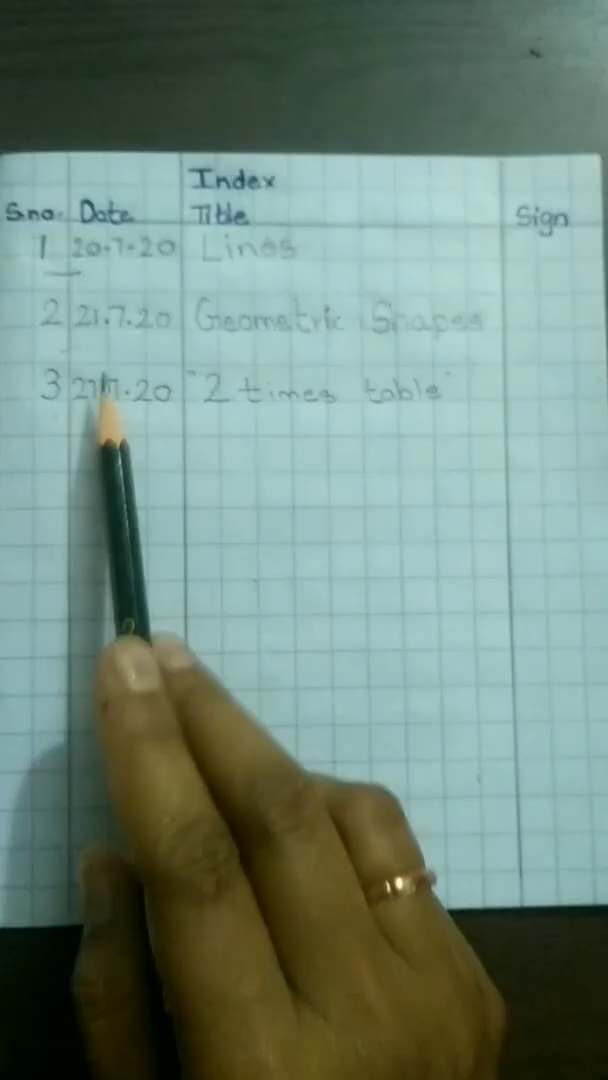 Index
S.no. Date Title Sign
1 20.7.20 Lines
2 21.7.20 Geometric Shapes
3 "2 times table"